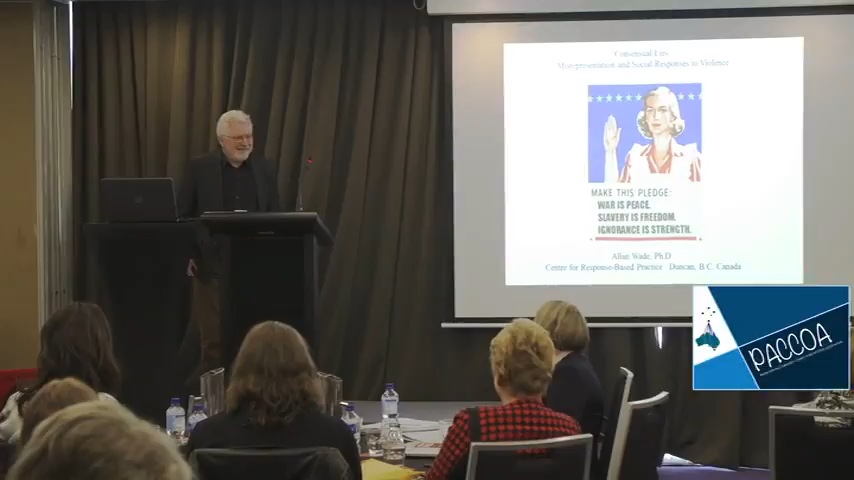 Consensual Lies
Misrepresentation and Social Responses to Violence
MAKE THIS PLEDGE:
WAR IS PEACE.
SLAVERY IS FREEDOM.
IGNORANCE IS STRENGTH.
Allan Wade, Ph.D
Center for Response-Based Practice Duncan, B.C. Canada
PACCOA